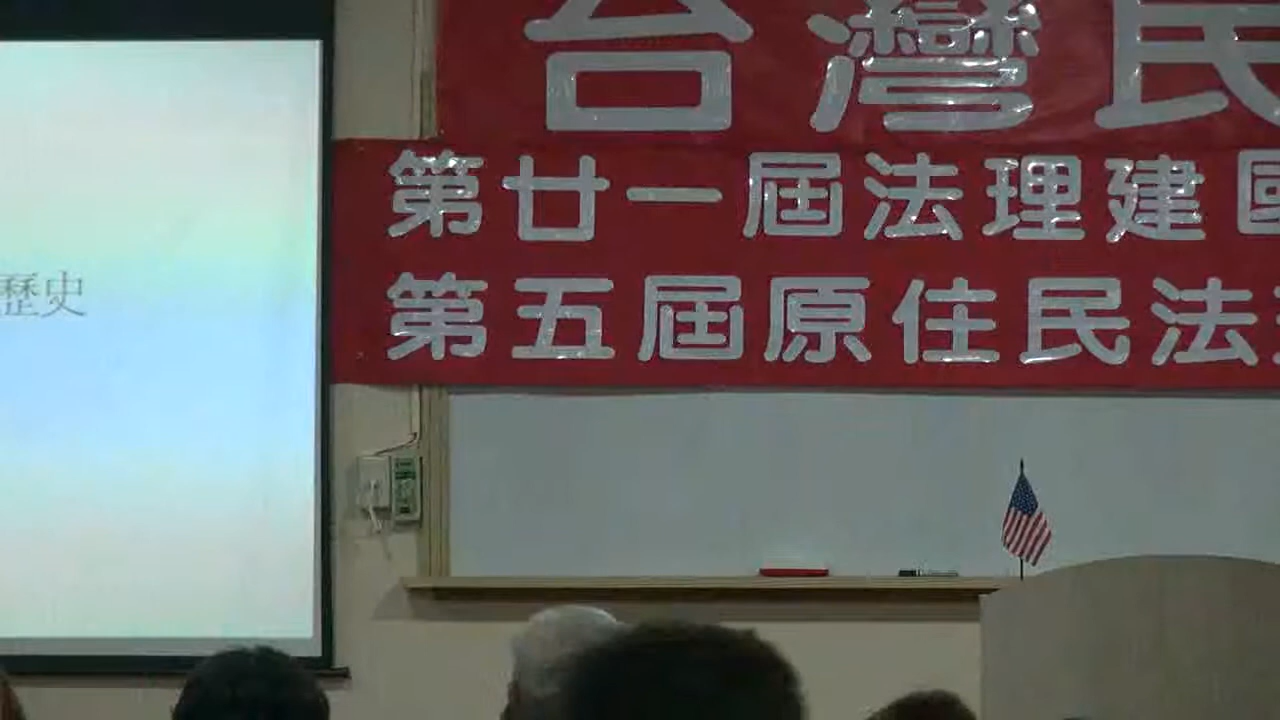 台灣民
第廿一屆法理建國
第五屆原住民法
歷史